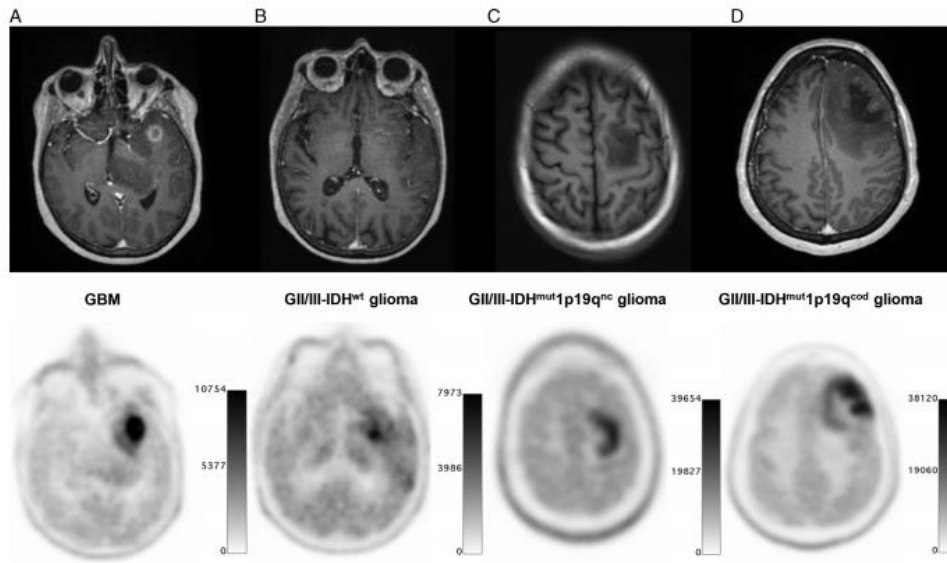 A B C D
GBM GII/III-IDHwt glioma GII/III-IDHmut1p19qnc glioma GII/III-IDHmut1p19qcod glioma
10754 7973 39654 38120
5377 3986 19827 19060
0 0 0 0